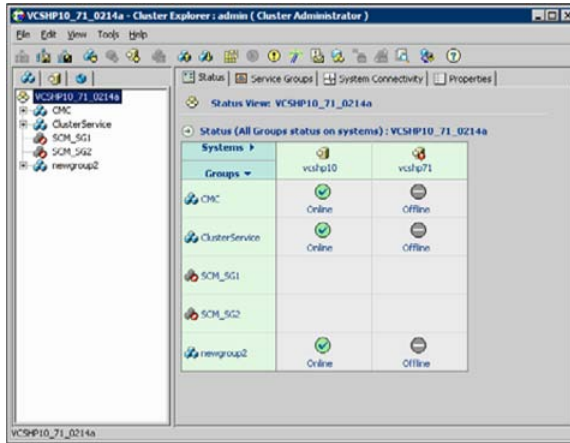 VCSHP10_71_0214a - Cluster Explorer : admin ( Cluster Administrator )
File Edit View Tools Help
VCSHP10_71_0214a
CMC
ClusterService
SCM_SG1
SCM_SG2
newgroup2
Status Service Groups System Connectivity Properties
Status View: VCSHP10_71_0214a
Status (All Groups status on systems) : VCSHP10_71_0214a
Systems
Groups
vcshp10 vcshp71
CMC Online Offline
ClusterService Online Offline
SCM_SG1
SCM_SG2
newgroup2 Online Offline
VCSHP10_71_0214a